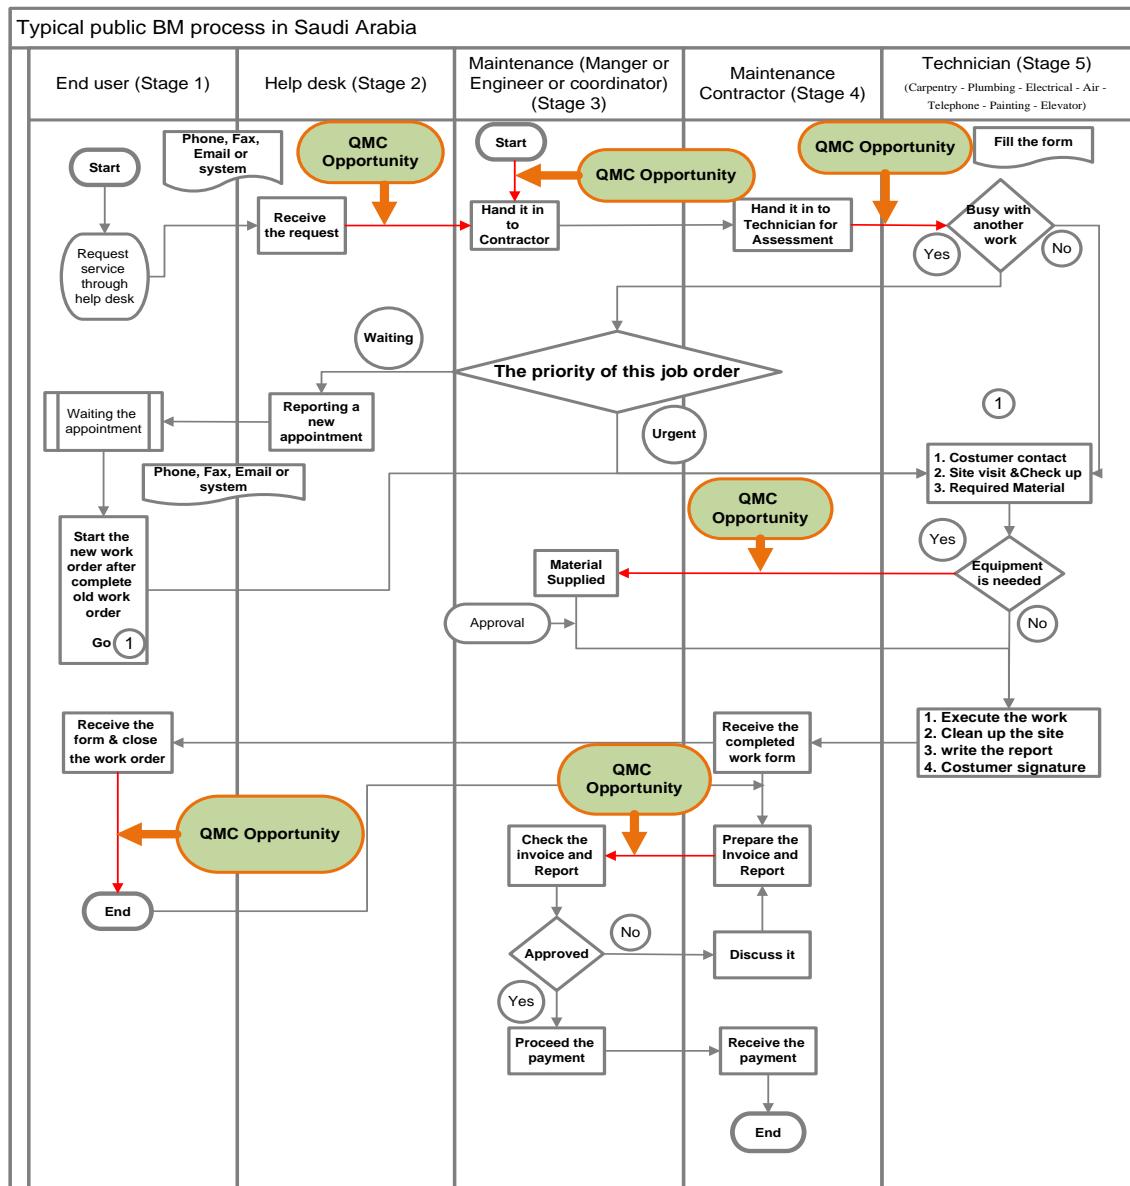 Typical public BM process in Saudi Arabia
End user (Stage 1)
Help desk (Stage 2)
Maintenance (Manger or
Engineer or coordinator)
(Stage 3)
Maintenance
Contractor (Stage 4)
Technician (Stage 5)
(Carpentry - Plumbing - Electrical - Air -
Telephone - Painting - Elevator)
Start
Phone, Fax,
Email or
system
QMC
Opportunity
Start
QMC Opportunity
QMC Opportunity
Fill the form
Request
service
through
help desk
Receive
the request
Hand it in
to
Contractor
Hand it in to
Technician for
Assessment
Busy with
another
work
Yes
No
Waiting
The priority of this job order
Urgent
Waiting the
appointment
Reporting a
new
appointment
1
Phone, Fax, Email or
system
1. Costumer contact
2. Site visit &Check up
3. Required Material
QMC
Opportunity
Start the
new work
order after
complete
old work
order
Go
1
Material
Supplied
Yes
Equipment
is needed
No
Approval
Receive the
form & close
the work order
Receive the
completed
work form
1. Execute the work
2. Clean up the site
3. write the report
4. Costumer signature
QMC
Opportunity
QMC Opportunity
Check the
invoice and
Report
Prepare the
Invoice and
Report
End
Approved
No
Discuss it
Yes
Proceed the
payment
Receive the
payment
End